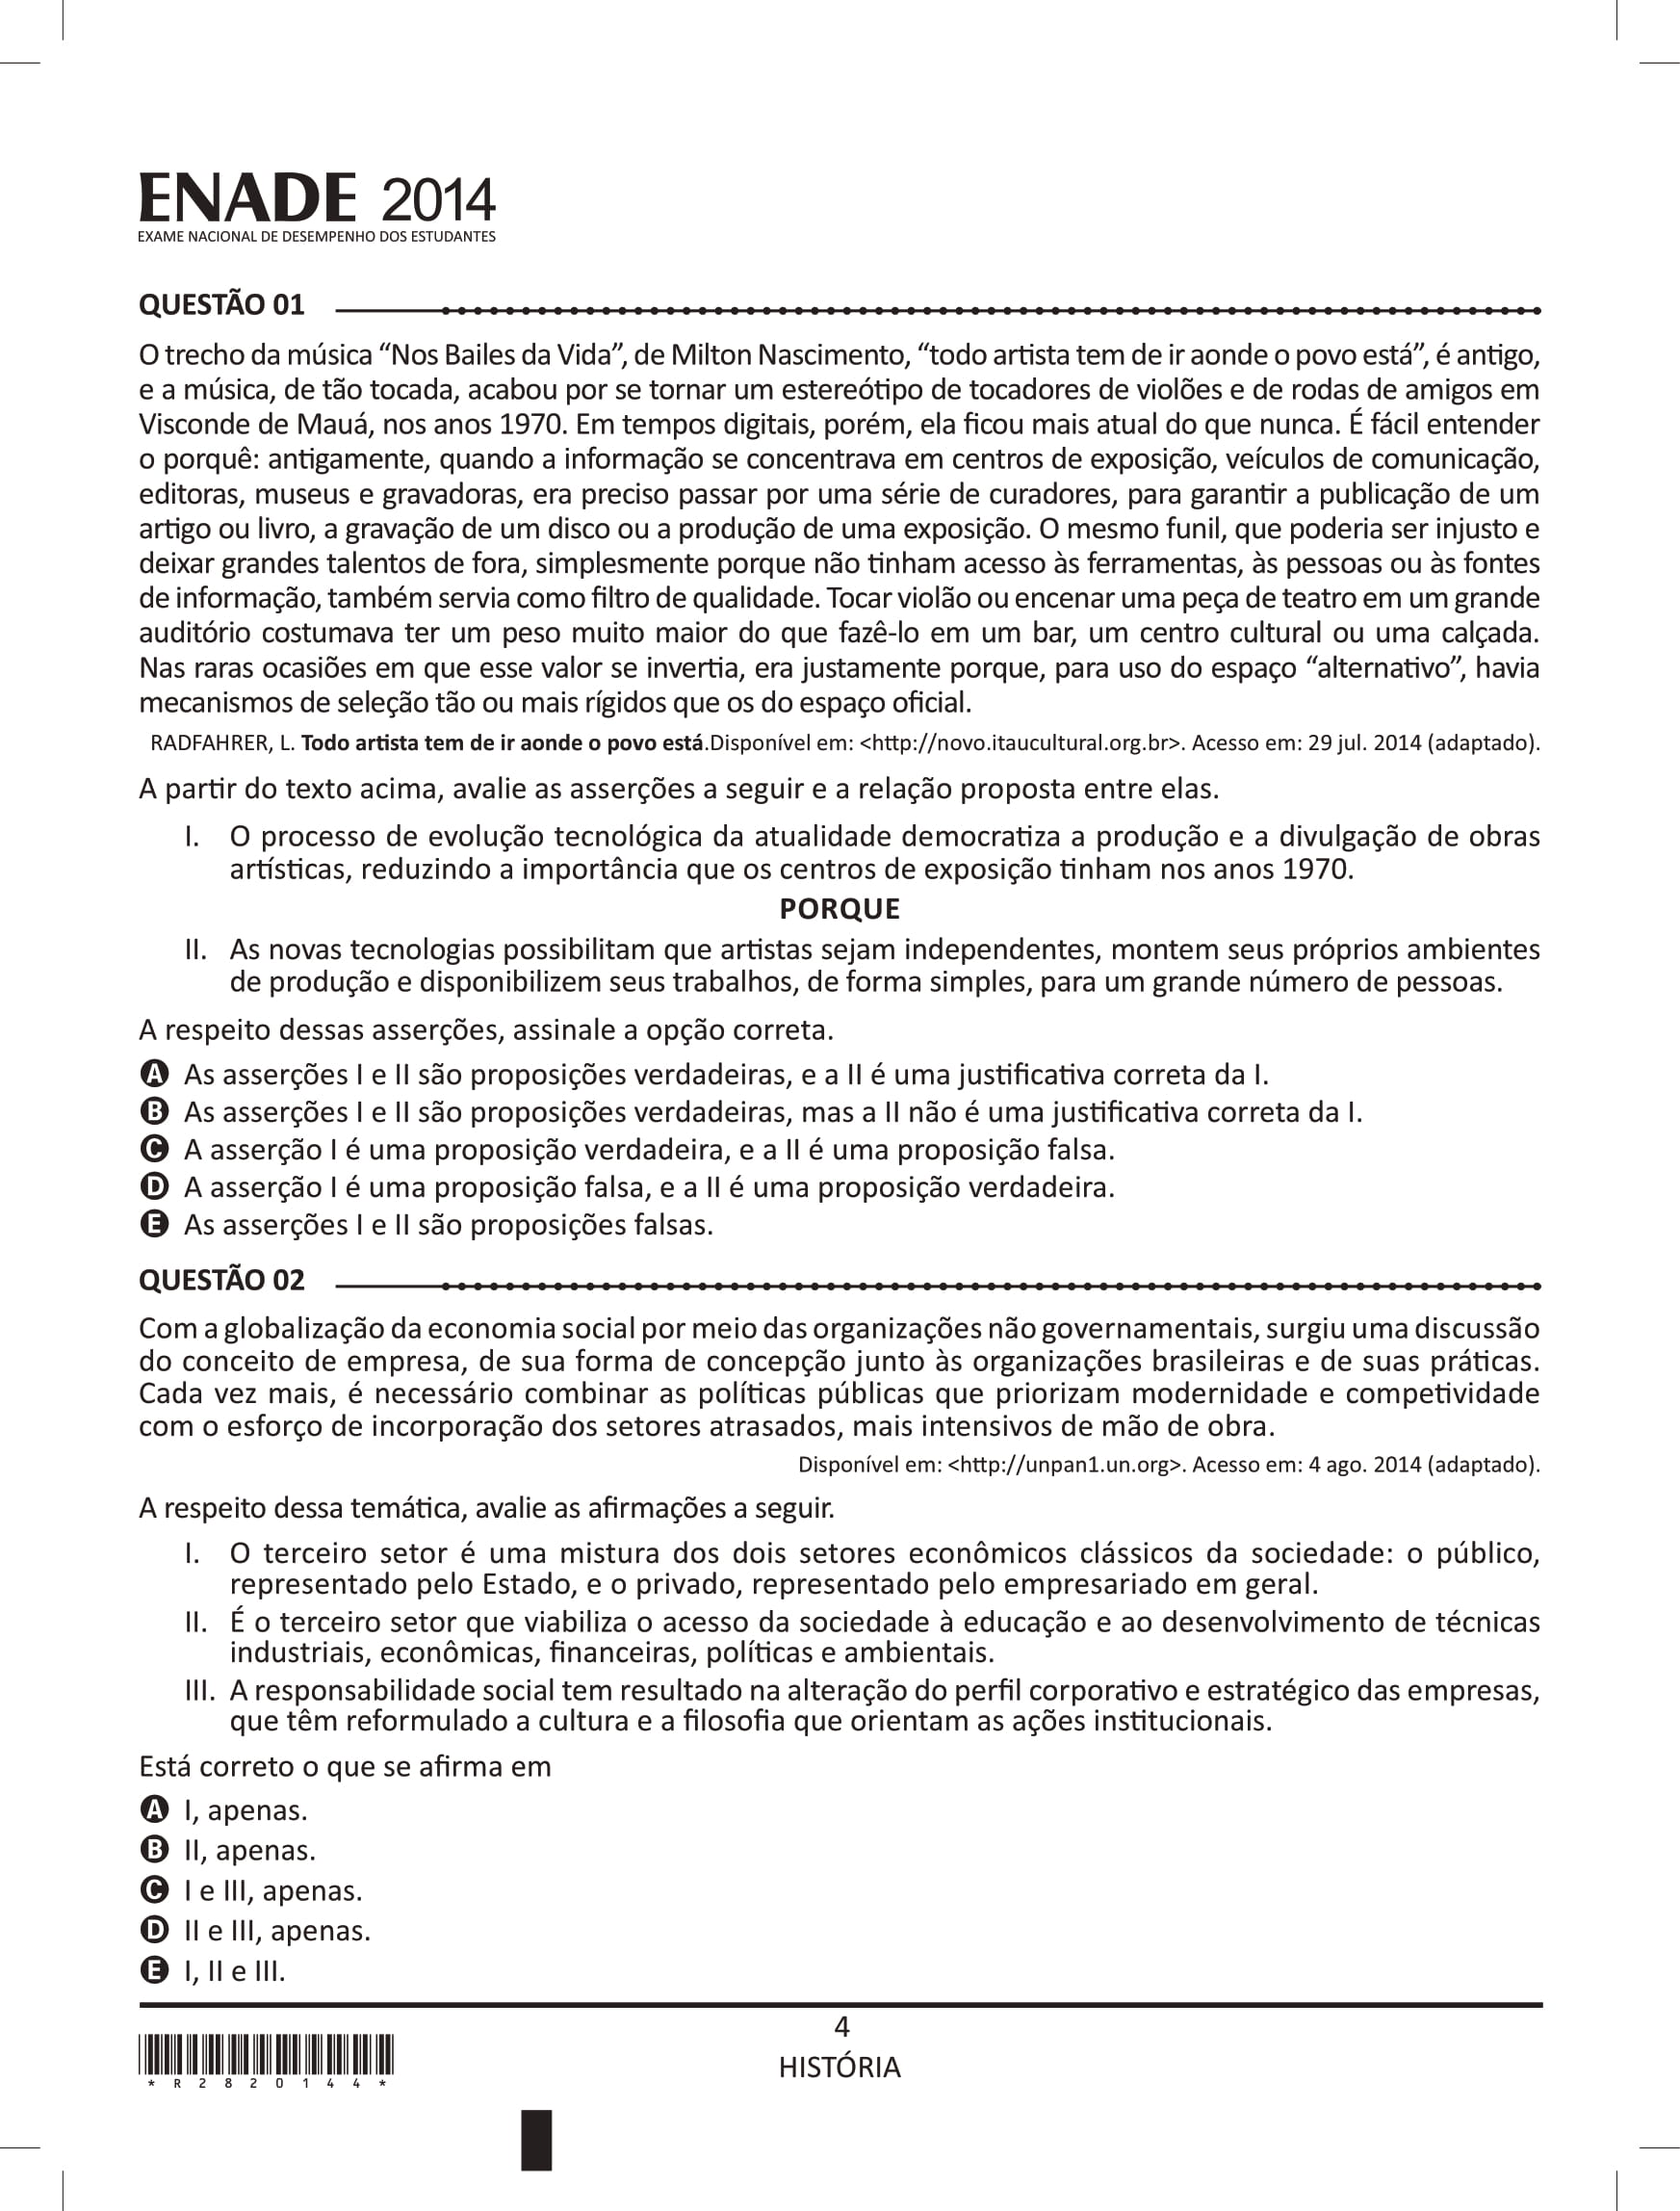 ENADE 2014
EXAME NACIONAL DE DESEMPENHO DOS ESTUDANTES
QUESTÃO 01
O trecho da música “Nos Bailes da Vida”, de Milton Nascimento, “todo artista tem de ir aonde o povo está”, é antigo,
e a música, de tão tocada, acabou por se tornar um estereótipo de tocadores de violões e de rodas de amigos em
Visconde de Mauá, nos anos 1970. Em tempos digitais, porém, ela ficou mais atual do que nunca. É fácil entender
o porquê: antigamente, quando a informação se concentrava em centros de exposição, veículos de comunicação,
editoras, museus e gravadoras, era preciso passar por uma série de curadores, para garantir a publicação de um
artigo ou livro, a gravação de um disco ou a produção de uma exposição. O mesmo funil, que poderia ser injusto e
deixar grandes talentos de fora, simplesmente porque não tinham acesso às ferramentas, às pessoas ou às fontes
de informação, também servia como filtro de qualidade. Tocar violão ou encenar uma peça de teatro em um grande
auditório costumava ter um peso muito maior do que fazê-lo em um bar, um centro cultural ou uma calçada.
Nas raras ocasiões em que esse valor se invertia, era justamente porque, para uso do espaço “alternativo”, havia
mecanismos de seleção tão ou mais rígidos que os do espaço oficial.
RADFAHRER, L. Todo artista tem de ir aonde o povo está.Disponível em: <http://novo.itaucultural.org.br>. Acesso em: 29 jul. 2014 (adaptado).
A partir do texto acima, avalie as asserções a seguir e a relação proposta entre elas.
I. O processo de evolução tecnológica da atualidade democratiza a produção e a divulgação de obras
artísticas, reduzindo a importância que os centros de exposição tinham nos anos 1970.
PORQUE
II. As novas tecnologias possibilitam que artistas sejam independentes, montem seus próprios ambientes
de produção e disponibilizem seus trabalhos, de forma simples, para um grande número de pessoas.
A respeito dessas asserções, assinale a opção correta.
A As asserções I e II são proposições verdadeiras, e a II é uma justificativa correta da I.
B As asserções I e II são proposições verdadeiras, mas a II não é uma justificativa correta da I.
C A asserção I é uma proposição verdadeira, e a II é uma proposição falsa.
D A asserção I é uma proposição falsa, e a II é uma proposição verdadeira.
E As asserções I e II são proposições falsas.
QUESTÃO 02
Com a globalização da economia social por meio das organizações não governamentais, surgiu uma discussão
do conceito de empresa, de sua forma de concepção junto às organizações brasileiras e de suas práticas.
Cada vez mais, é necessário combinar as políticas públicas que priorizam modernidade e competividade
com o esforço de incorporação dos setores atrasados, mais intensivos de mão de obra.
Disponível em: <http://unpan1.un.org>. Acesso em: 4 ago. 2014 (adaptado).
A respeito dessa temática, avalie as afirmações a seguir.
I. O terceiro setor é uma mistura dos dois setores econômicos clássicos da sociedade: o público,
representado pelo Estado, e o privado, representado pelo empresariado em geral.
II. É o terceiro setor que viabiliza o acesso da sociedade à educação e ao desenvolvimento de técnicas
industriais, econômicas, financeiras, políticas e ambientais.
III. A responsabilidade social tem resultado na alteração do perfil corporativo e estratégico das empresas,
que têm reformulado a cultura e a filosofia que orientam as ações institucionais.
Está correto o que se afirma em
A I, apenas.
B II, apenas.
C I e III, apenas.
D II e III, apenas.
E I, II e III.
4
HISTÓRIA
* R 2 8 2 0 1 4 4 *